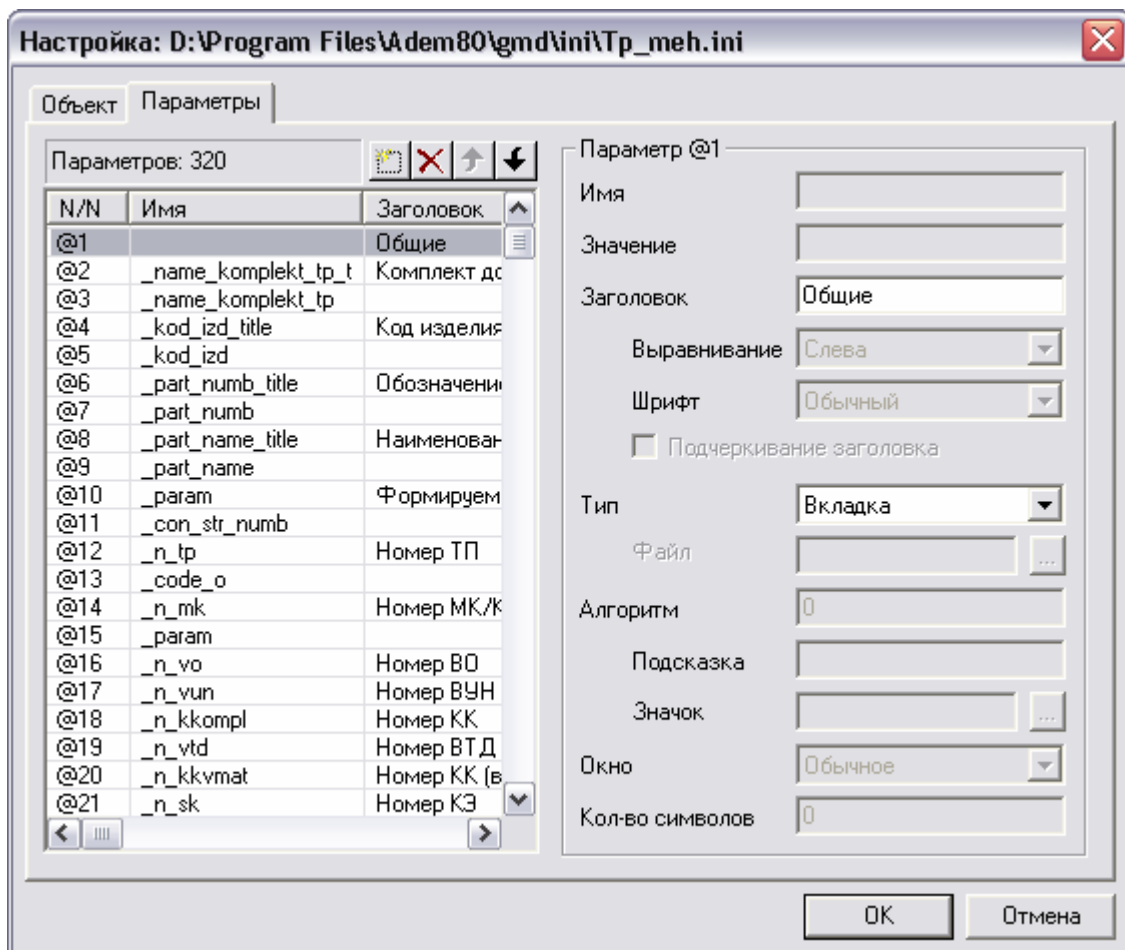 Настройка: D:\Program Files\Adem80\gmd\ini\Tp_meh.ini
Объект Параметры
Параметров: 320
N/N Имя Заголовок
@1 Общие
@2 _name_komplekt_tp_t Комплект до
@3 _name_komplekt_tp
@4 _kod_izd_title Код изделия
@5 _kod_izd
@6 _part_numb_title Обозначени
@7 _part_numb
@8 _part_name_title Наименован
@9 _part_name
@10 _param Формируем
@11 _con_str_numb
@12 _n_tp Номер ТП
@13 _code_o
@14 _n_mk Номер МК/К
@15 _param
@16 _n_vo Номер ВО
@17 _n_vun Номер ВУН
@18 _n_kkompl Номер КК
@19 _n_vtd Номер ВТД
@20 _n_kkvmat Номер КК (в
@21 _n_sk Номер КЭ
Параметр @1
Имя
Значение
Заголовок Общие
Выравнивание Слева
Шрифт Обычный
Подчеркивание заголовка
Тип Вкладка
Файл ...
Алгоритм 0
Подсказка
Значок ...
Окно Обычное
Кол-во символов 0
OK Отмена